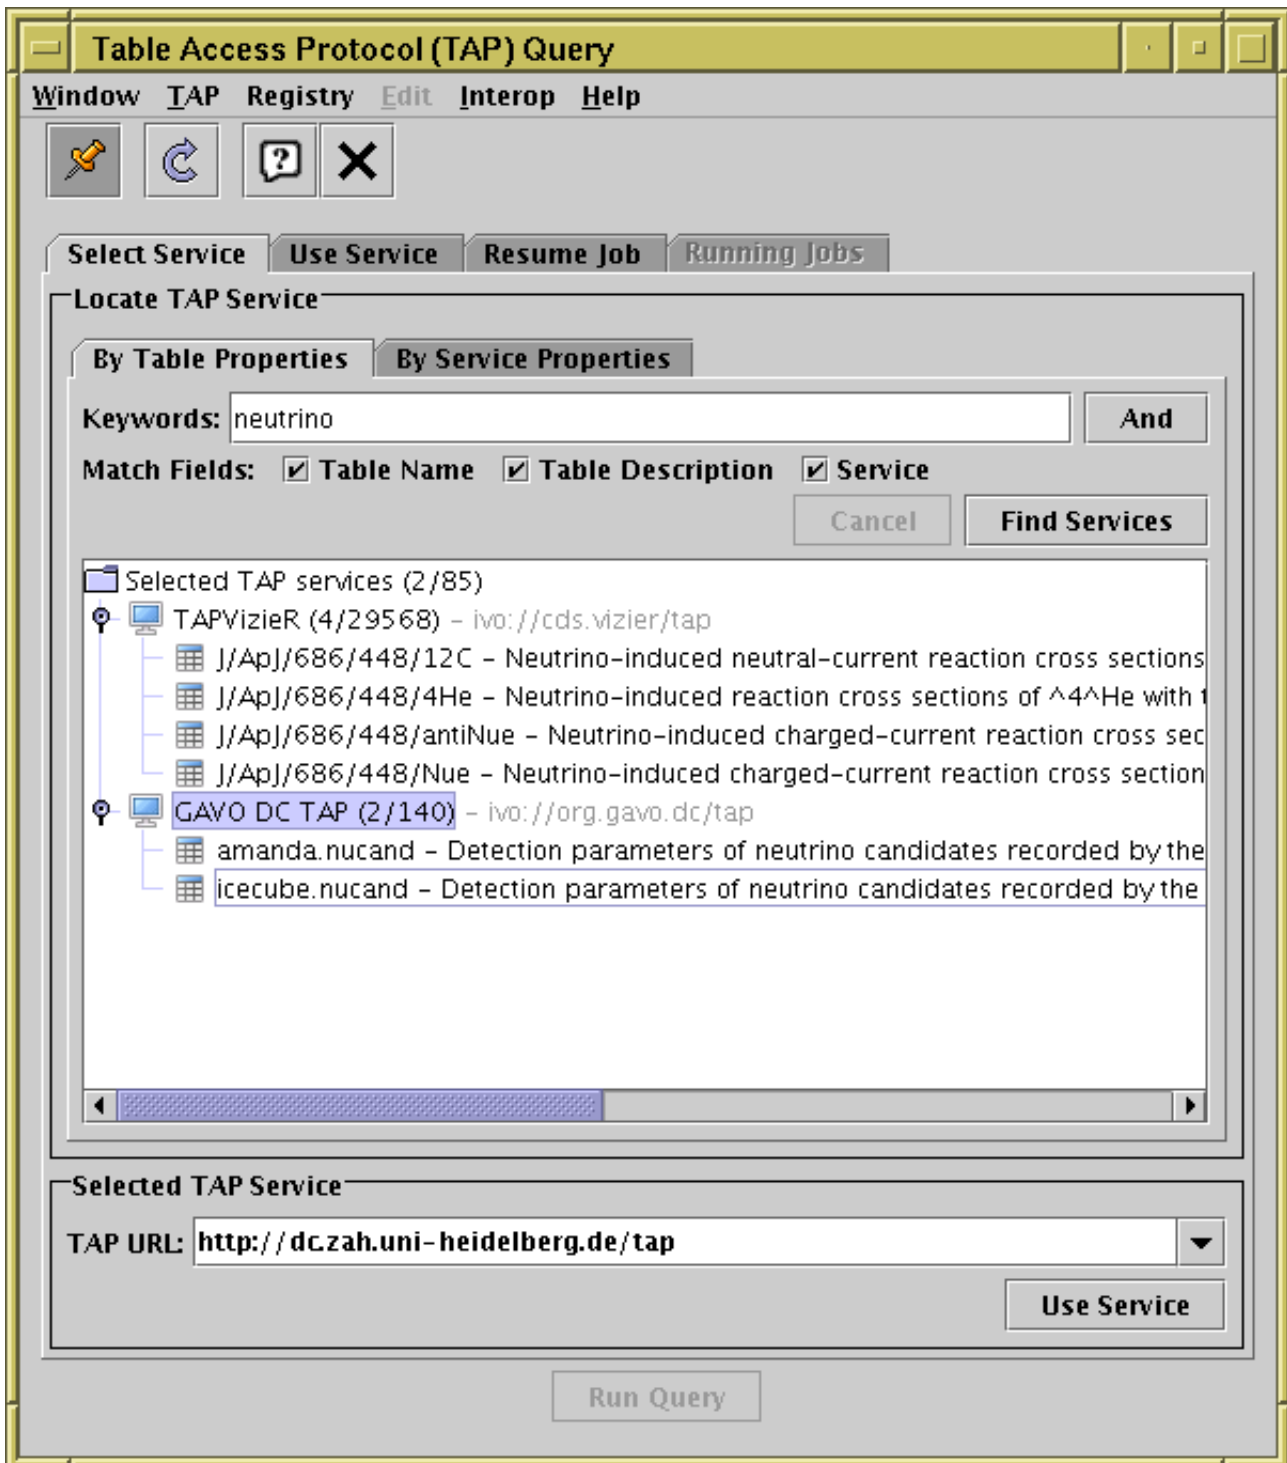 Table Access Protocol (TAP) Query
Window TAP Registry Edit Interop Help
Select Service Use Service Resume Job Running Jobs
Locate TAP Service
By Table Properties By Service Properties
Keywords: neutrino And
Match Fields: Table Name Table Description Service
Cancel Find Services
Selected TAP services (2/85)
TAPVizieR (4/29568) – ivo://cds.vizier/tap
J/ApJ/686/448/12C – Neutrino-induced neutral-current reaction cross sections
J/ApJ/686/448/4He – Neutrino-induced reaction cross sections of ^4^He with t
J/ApJ/686/448/antiNue – Neutrino-induced charged-current reaction cross sec
J/ApJ/686/448/Nue – Neutrino-induced charged-current reaction cross section
GAVO DC TAP (2/140) – ivo://org.gavo.dc/tap
amanda.nucand – Detection parameters of neutrino candidates recorded by the
icecube.nucand – Detection parameters of neutrino candidates recorded by the
Selected TAP Service
TAP URL: http://dc.zah.uni-heidelberg.de/tap
Use Service
Run Query